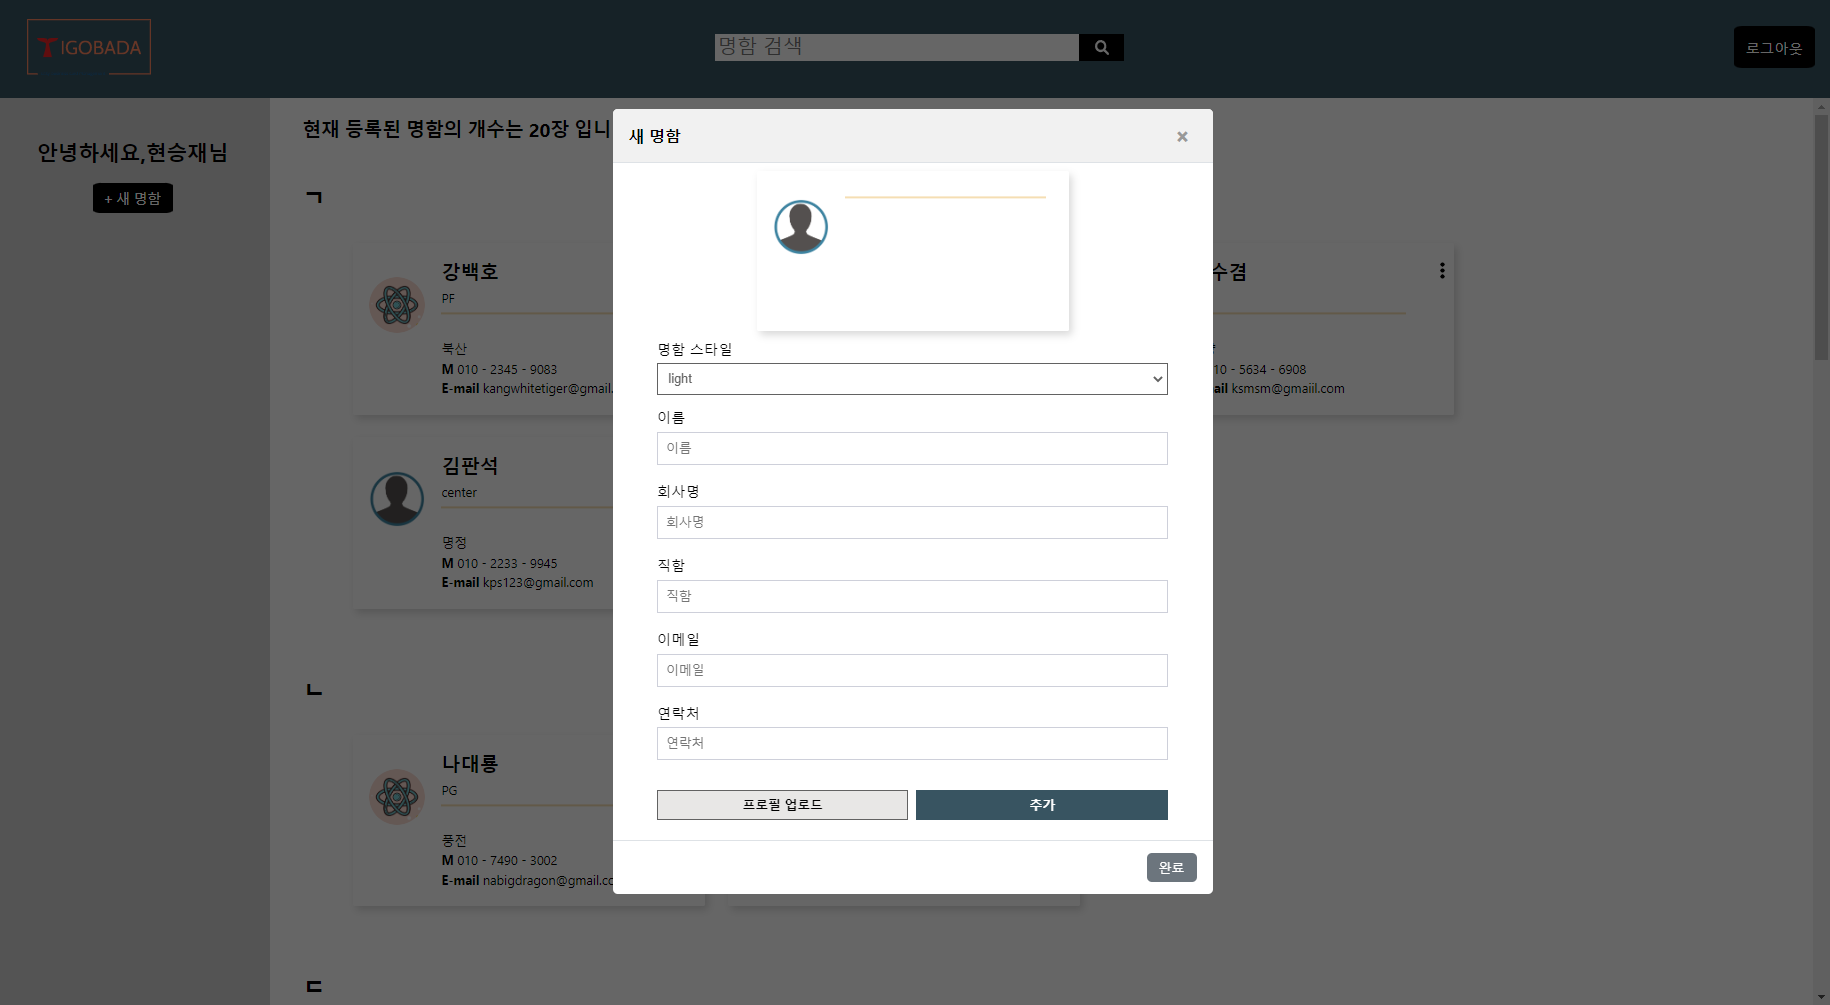 TIGOBADA
명함 검색
로그아웃
안녕하세요,현승재님
+ 새 명함
현재 등록된 명함의 개수는 20장 입니
ㄱ
강백호
PF
북산
M 010 - 2345 - 9083
E-mail kangwhitetiger@gmail.
수겸
10 - 5634 - 6908
ail ksmsm@gmaiil.com
김판석
center
명정
M 010 - 2233 - 9945
E-mail kps123@gmail.com
ㄴ
나대룡
PG
풍전
M 010 - 7490 - 3002
E-mail nabigdragon@gmail.co
ㄷ
새 명함
×
명함 스타일
light
이름
이름
회사명
회사명
직함
직함
이메일
이메일
연락처
연락처
프로필 업로드
추가
완료